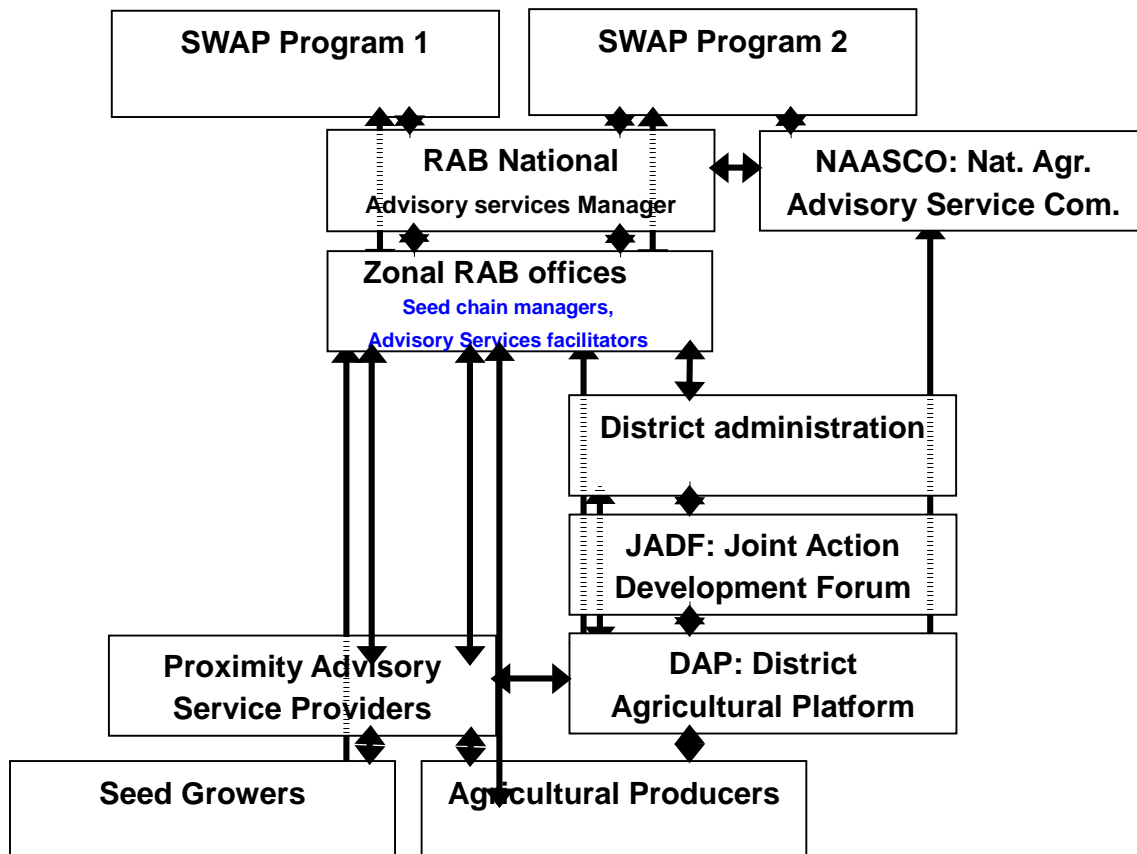 SWAP Program 1
SWAP Program 2
RAB National
Advisory services Manager
NAASCO: Nat. Agr.
Advisory Service Com.
Zonal RAB offices
Seed chain managers,
Advisory Services facilitators
District administration
JADF: Joint Action
Development Forum
Proximity Advisory
Service Providers
DAP: District
Agricultural Platform
Seed Growers
Agricultural Producers